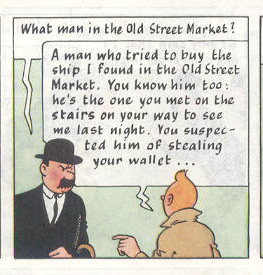 What man in the Old Street Market?
A man who tried to buy the
ship I found in the Old Street
Market. You know him too:
he's the one you met on the
stairs on your way to see
me last night. You suspec-
ted him of stealing
your wallet ...